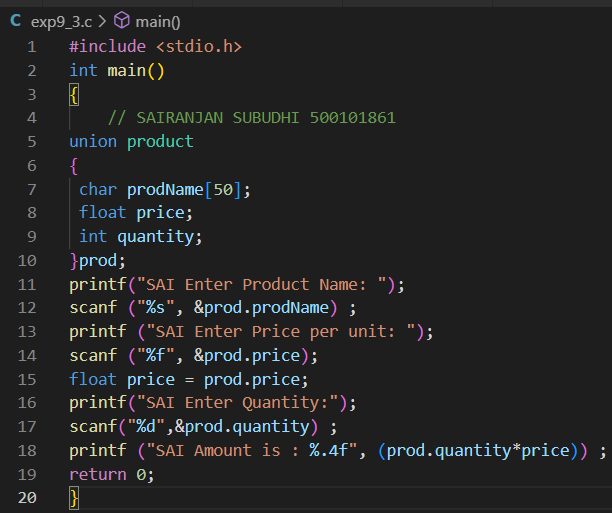 C exp9_3.c > main()
1 #include <stdio.h>
2 int main()
3 {
4     // SAIRANJAN SUBUDHI 500101861
5 union product
6 {
7  char prodName[50];
8  float price;
9  int quantity;
10 }prod;
11 printf("SAI Enter Product Name: ");
12 scanf ("%s", &prod.prodName) ;
13 printf ("SAI Enter Price per unit: ");
14 scanf ("%f", &prod.price);
15 float price = prod.price;
16 printf("SAI Enter Quantity:");
17 scanf("%d",&prod.quantity) ;
18 printf ("SAI Amount is : %.4f", (prod.quantity*price)) ;
19 return 0;
20 }